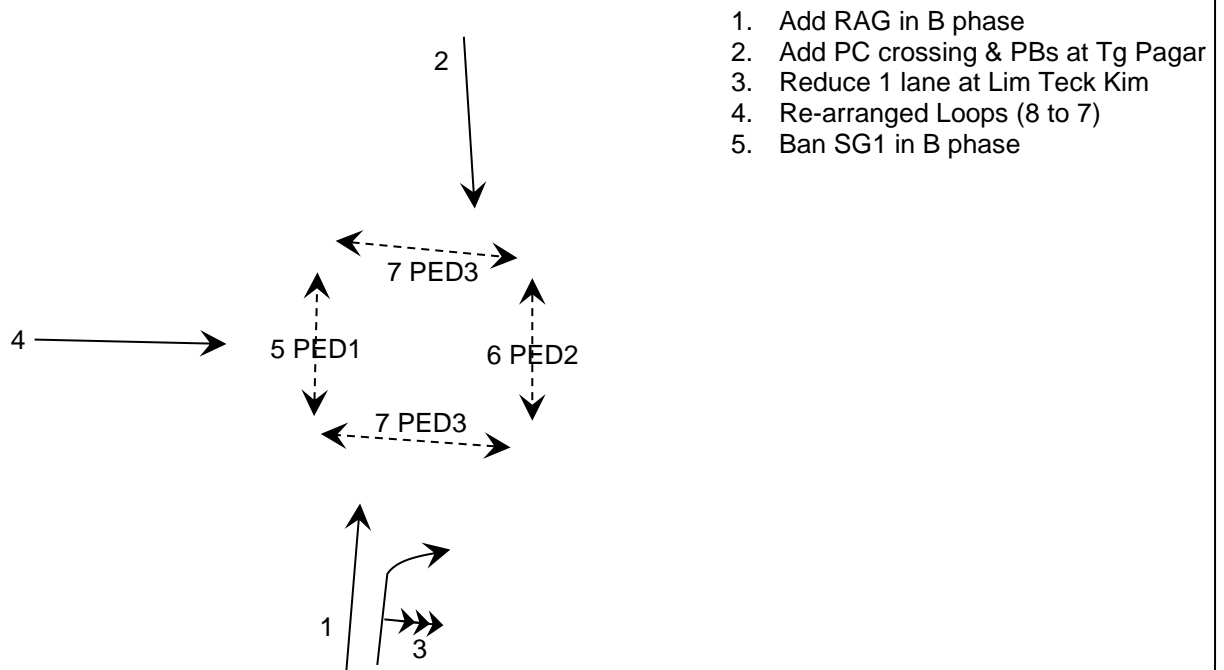 1. Add RAG in B phase
2. Add PC crossing & PBs at Tg Pagar
3. Reduce 1 lane at Lim Teck Kim
4. Re-arranged Loops (8 to 7)
5. Ban SG1 in B phase
2
7 PED3
4
5 PED1
6 PED2
7 PED3
1
3